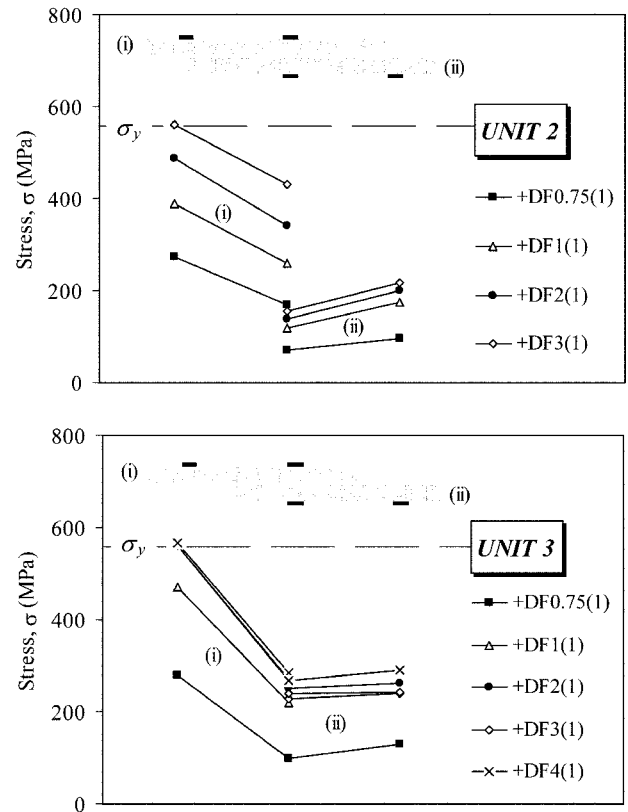 800
(i)
(ii)
600
σy
UNIT 2
Stress, σ (MPa)
400
(i)
+DF0.75(1)
+DF1(1)
200
+DF2(1)
(ii)
+DF3(1)
0
800
(i)
(ii)
600
σy
UNIT 3
Stress, σ (MPa)
400
+DF0.75(1)
+DF1(1)
(i)
200
+DF2(1)
(ii)
+DF3(1)
+DF4(1)
0